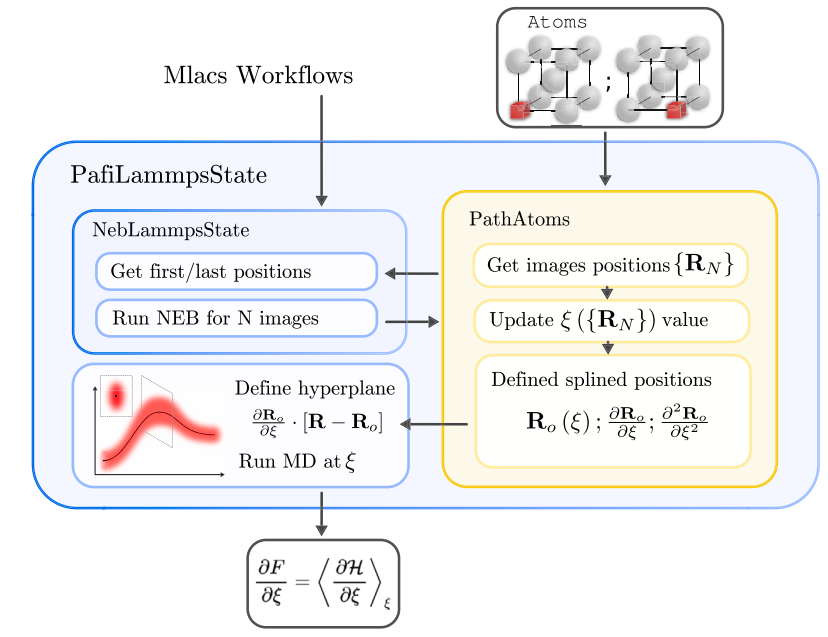 Atoms
;
Mlacs Workflows
PafiLammpsState
NebLammpsState
Get first/last positions
Run NEB for N images
PathAtoms
Get images positions {𝐑_N}
Update ξ ({𝐑_N}) value
Defined splined positions
𝐑_o (ξ) ; ∂𝐑_o/∂ξ ; ∂²𝐑_o/∂ξ²
Define hyperplane
∂𝐑_o/∂ξ · [𝐑 − 𝐑_o]
Run MD at ξ
∂F/∂ξ = ⟨∂ℋ/∂ξ⟩_ξ